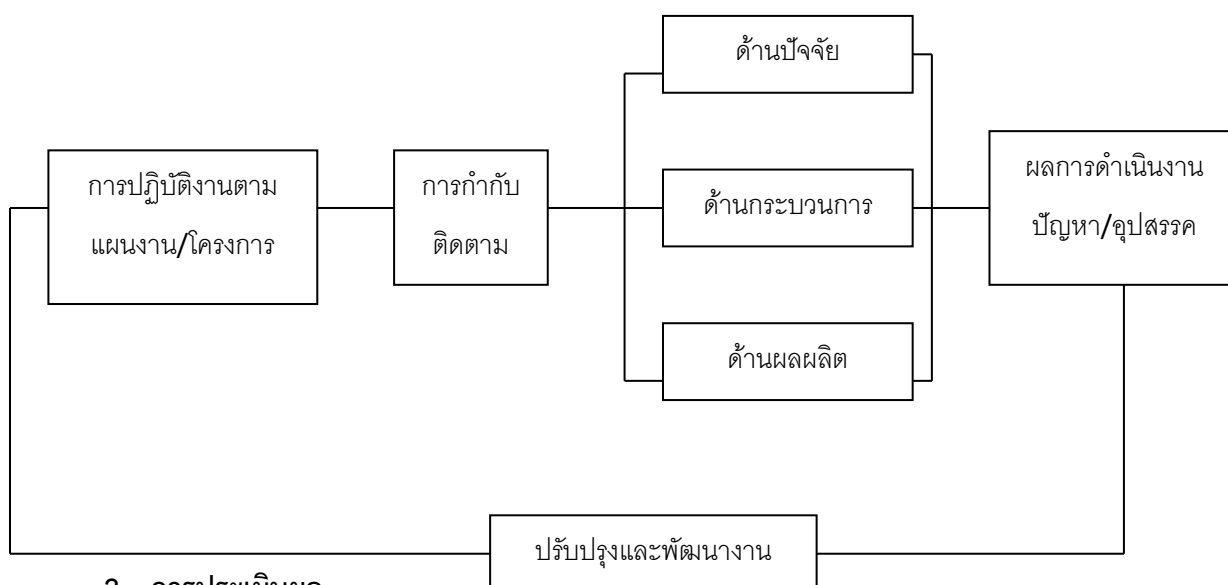 ด้านปัจจัย
การปฏิบัติงานตาม
แผนงาน/โครงการ
การกำกับ
ติดตาม
ด้านกระบวนการ
ด้านผลผลิต
ผลการดำเนินงาน
ปัญหา/อุปสรรค
ปรับปรุงและพัฒนางาน